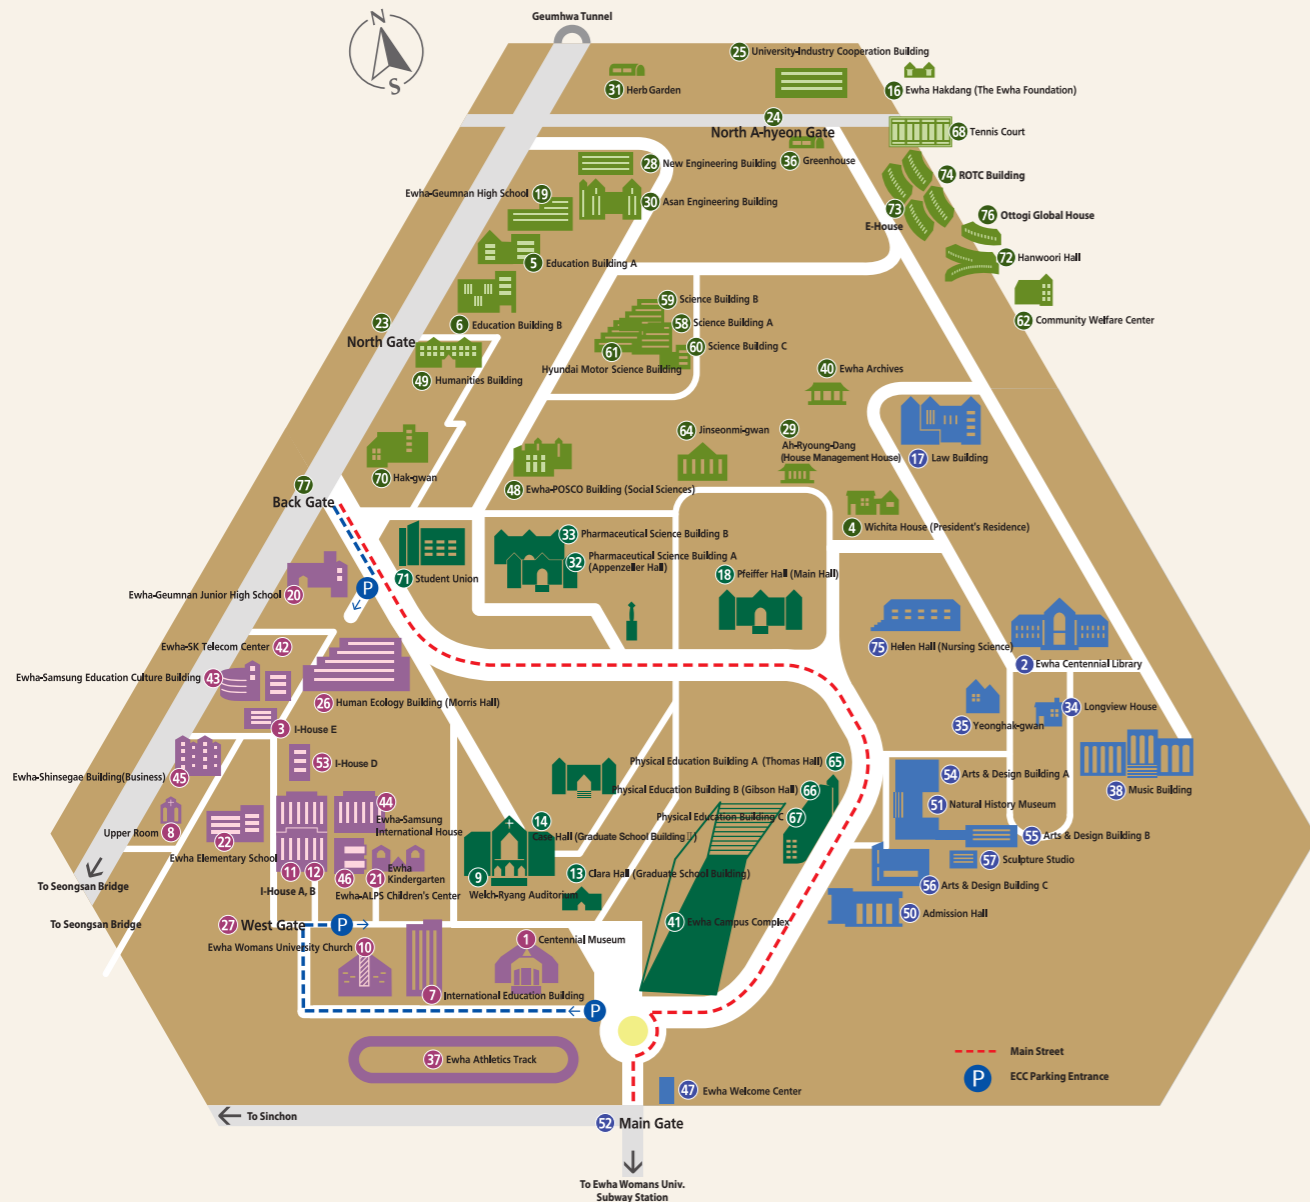 Geumhwa Tunnel
N
S
25 University-Industry Cooperation Building
31 Herb Garden
16 Ewha Hakdang (The Ewha Foundation)
24
North A-hyeon Gate
68 Tennis Court
28 New Engineering Building
36 Greenhouse
74 ROTC Building
Ewha-Geumnan High School 19
30 Asan Engineering Building
73
E-House
76 Ottogi Global House
5 Education Building A
72 Hanwoori Hall
59 Science Building B
23
North Gate
6 Education Building B
58 Science Building A
62 Community Welfare Center
60 Science Building C
61
Hyundai Motor Science Building
49 Humanities Building
40 Ewha Archives
64 Jinseonmi-gwan
29
Ah-Ryoung-Dang
(House Management House)
17 Law Building
70 Hak-gwan
77
Back Gate
48 Ewha-POSCO Building (Social Sciences)
4 Wichita House (President's Residence)
33 Pharmaceutical Science Building B
32 Pharmaceutical Science Building A
(Appenzeller Hall)
71 Student Union
18 Pfeiffer Hall (Main Hall)
P
Ewha-Geumnan Junior High School 20
Ewha-SK Telecom Center 42
75 Helen Hall (Nursing Science)
2 Ewha Centennial Library
Ewha-Samsung Education Culture Building 43
26 Human Ecology Building (Morris Hall)
34 Longview House
35 Yeonghak-gwan
3 I-House E
53 I-House D
Physical Education Building A (Thomas Hall) 65
Ewha-Shinsegae Building(Business) 45
54 Arts & Design Building A
Physical Education Building B (Gibson Hall) 66
38 Music Building
44
Ewha-Samsung
International House
51 Natural History Museum
Physical Education Building C 67
14
Case Hall (Graduate School Building Ⅱ)
Upper Room 8
22
Ewha Elementary School
55 Arts & Design Building B
57 Sculpture Studio
11 12
I-House A, B
46 21
Ewha
Kindergarten
Ewha-ALPS Children's Center
9
Welch-Ryang Auditorium
13 Clara Hall (Graduate School Building)
56 Arts & Design Building C
To Seongsan Bridge
50 Admission Hall
To Seongsan Bridge
27 West Gate
P
41 Ewha Campus Complex
Ewha Womans University Church 10
1 Centennial Museum
7 International Education Building
P
37 Ewha Athletics Track
Main Street
P ECC Parking Entrance
47 Ewha Welcome Center
To Sinchon
52 Main Gate
To Ewha Womans Univ.
Subway Station